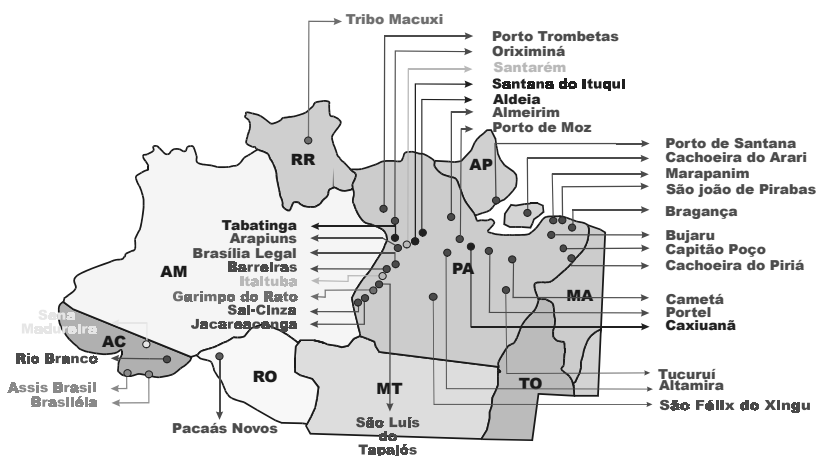 Tribo Macuxi
Porto Trombetas
Oriximiná
Santarém
Santana do Ituqui
Aldeia
Almeirim
Porto de Moz
Porto de Santana
Cachoeira do Arari
Marapanim
São joão de Pirabas
Bragança
Bujaru
Capitão Poço
Cachoeira do Piriá
Cametá
Portel
Caxiuanã
Tucuruí
Altamira
São Félix do Xingu
RR
AP
Tabatinga
Arapiuns
Brasília Legal
Barreiras
Itaituba
Garimpo do Rato
Sai-Cinza
Jacareacanga
AM
PA
MA
Sena
Madureira
AC
Rio Branco
Assis Brasil
Brasiléia
RO
MT
TO
Pacaás Novos
São Luís
do
Tapajós